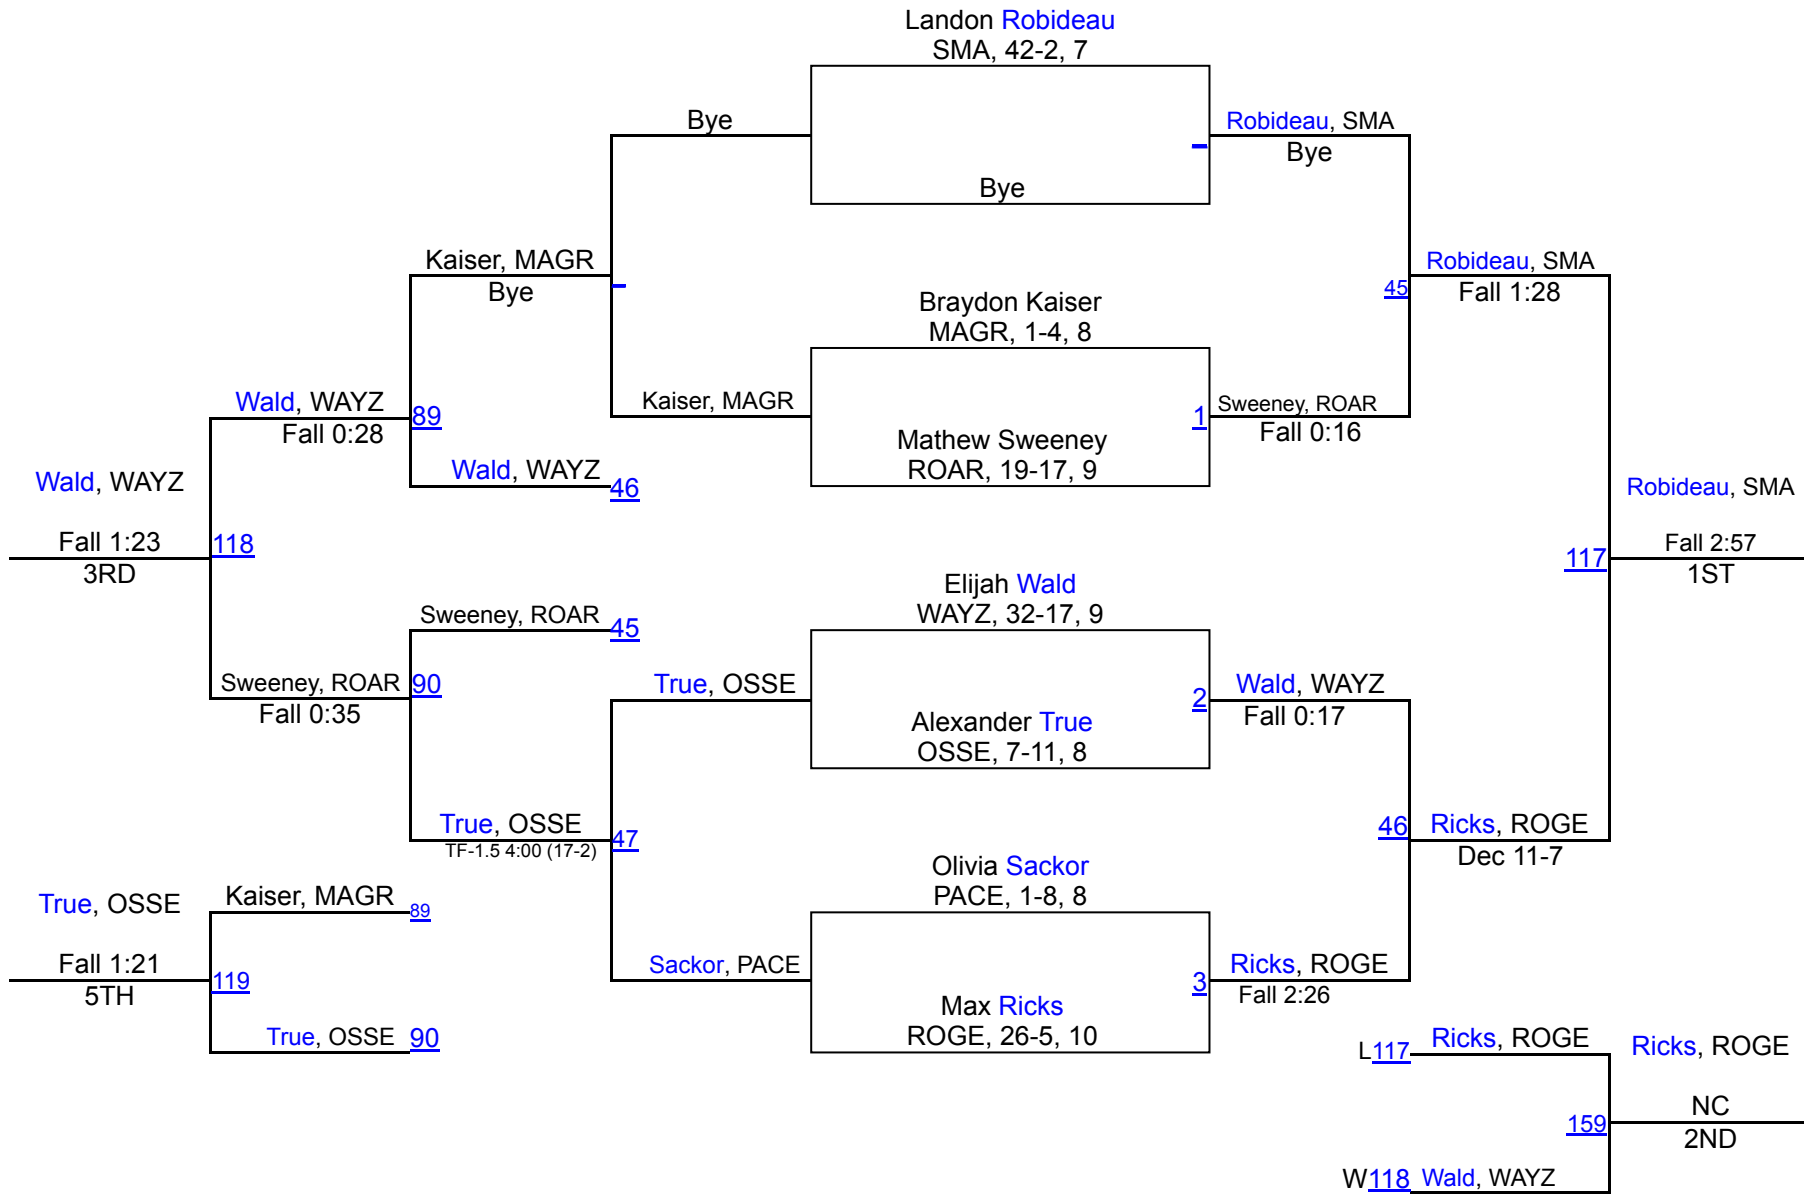 Landon Robideau
SMA, 42-2, 7
Bye
Robideau, SMA
Bye
Bye
Kaiser, MAGR
Bye
Robideau, SMA
45
Fall 1:28
Braydon Kaiser
MAGR, 1-4, 8
Wald, WAYZ
89
Fall 0:28
Kaiser, MAGR
1
Sweeney, ROAR
Fall 0:16
Mathew Sweeney
ROAR, 19-17, 9
Wald, WAYZ
46
Wald, WAYZ
Fall 1:23
118
3RD
Robideau, SMA
117
Fall 2:57
1ST
Elijah Wald
WAYZ, 32-17, 9
Sweeney, ROAR
45
Sweeney, ROAR
90
Fall 0:35
True, OSSE
2
Wald, WAYZ
Fall 0:17
Alexander True
OSSE, 7-11, 8
True, OSSE
47
TF-1.5 4:00 (17-2)
46
Ricks, ROGE
Dec 11-7
Olivia Sackor
PACE, 1-8, 8
True, OSSE
Kaiser, MAGR
89
Fall 1:21
119
5TH
Sackor, PACE
3
Ricks, ROGE
Fall 2:26
Max Ricks
ROGE, 26-5, 10
True, OSSE
90
L117
Ricks, ROGE
Ricks, ROGE
159
NC
2ND
W118
Wald, WAYZ